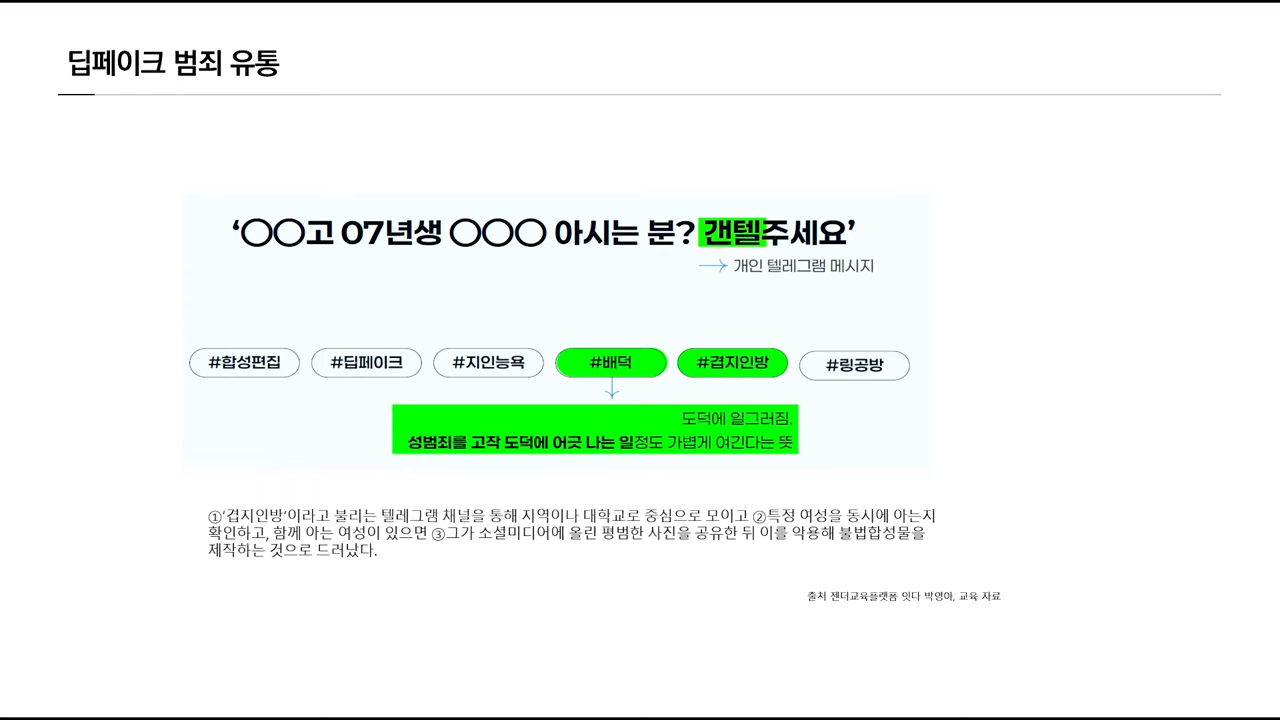 딥페이크 범죄 유통
‘○○고 07년생 ○○○ 아시는 분? 갠텔주세요’
개인 텔레그램 메시지
#합성편집 #딥페이크 #지인능욕 #배덕 #겹지인방 #링공방
도덕에 일그러짐.
성범죄를 고작 도덕에 어긋 나는 일정도 가볍게 여긴다는 뜻
①‘겹지인방’이라고 불리는 텔레그램 채널을 통해 지역이나 대학교로 중심으로 모이고 ②특정 여성을 동시에 아는지
확인하고, 함께 아는 여성이 있으면 ③그가 소셜미디어에 올린 평범한 사진을 공유한 뒤 이를 악용해 불법합성물을
제작하는 것으로 드러났다.
출처 젠더교육플랫폼 잇다 박영아, 교육 자료